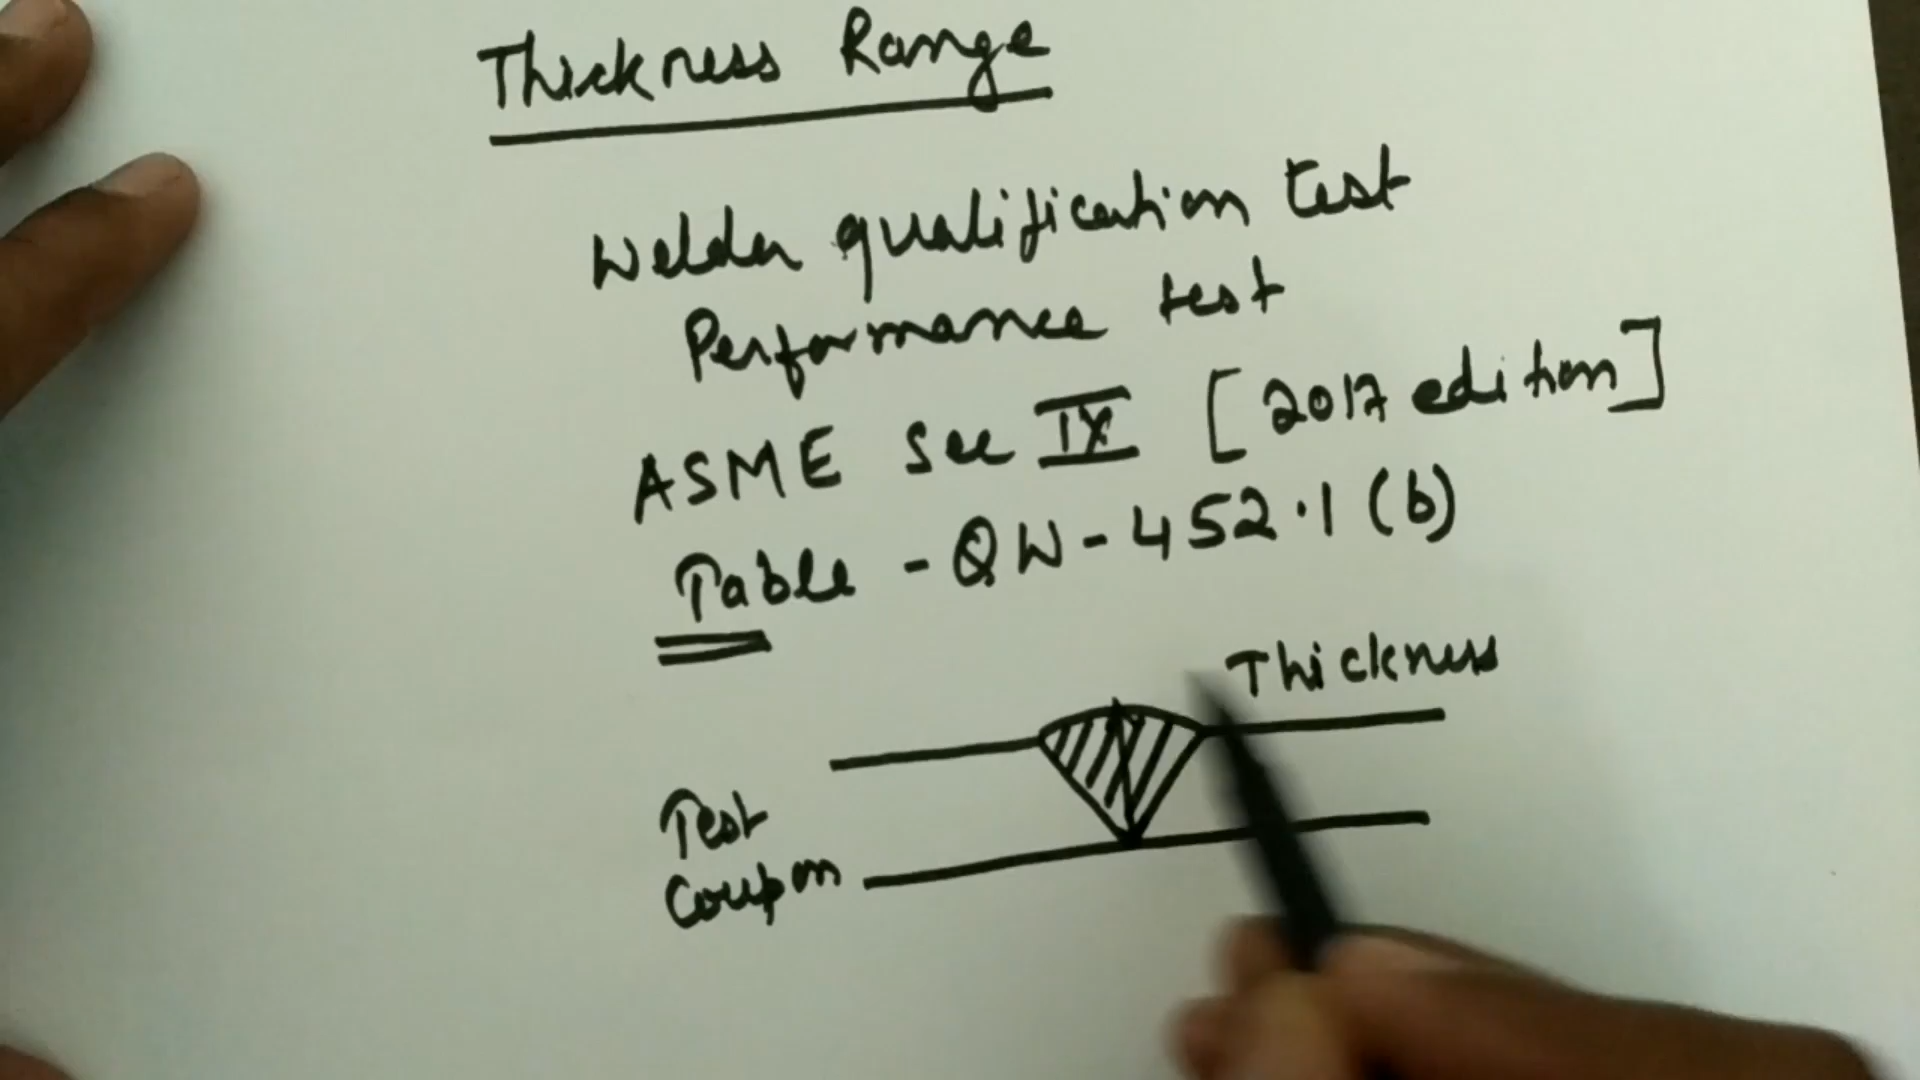 Thickness Range
Welder qualification test
Performance test
ASME Sec IX [2017 edition]
Table - QW-452.1 (b)
Thickness
Test
Coupon